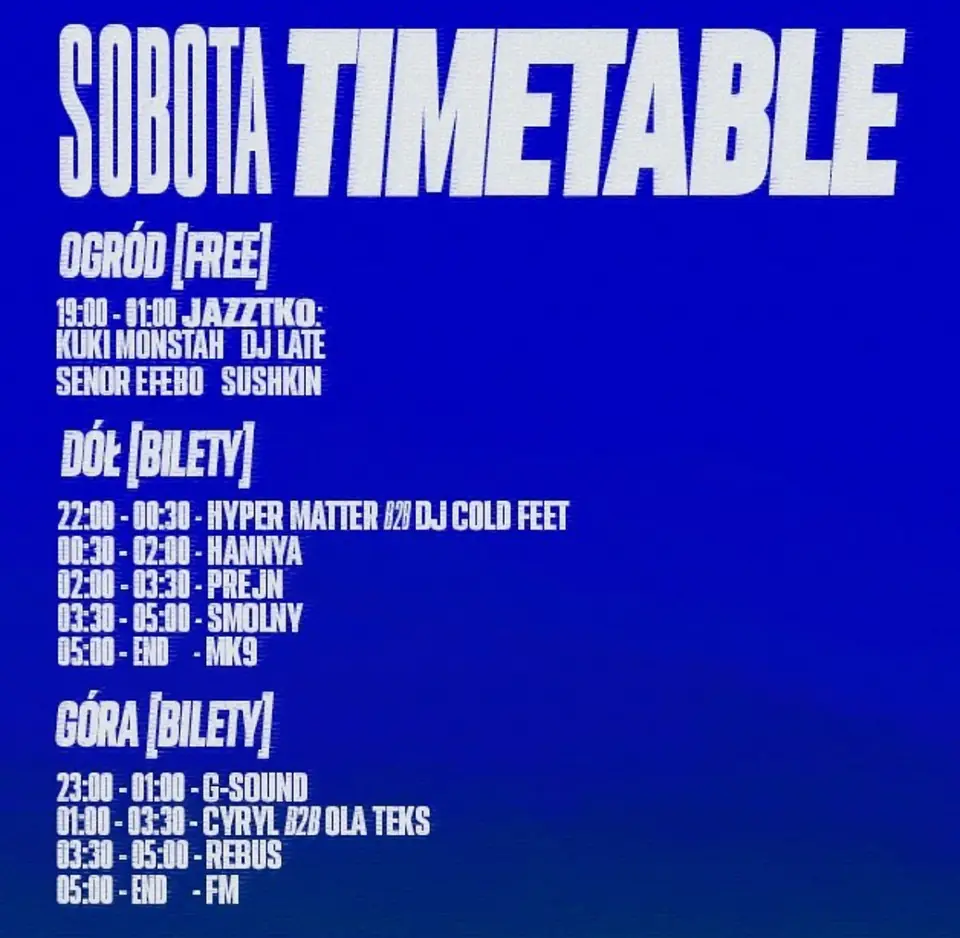 SOBOTA TIMETABLE
OGRÓD [FREE]
19:00 - 01:00 JAZZTKO:
KUKI MONSTAH DJ LATE
SENOR EFEBO SUSHKIN
DÓŁ [BILETY]
22:00 - 00:30 - HYPER MATTER B2B DJ COLD FEET
00:30 - 02:00 - HANNYA
02:00 - 03:30 - PREJN
03:30 - 05:00 - SMOLNY
05:00 - END - MK9
GÓRA [BILETY]
23:00 - 01:00 - G-SOUND
01:00 - 03:30 - CYRYL B2B OLA TEKS
03:30 - 05:00 - REBUS
05:00 - END - FM